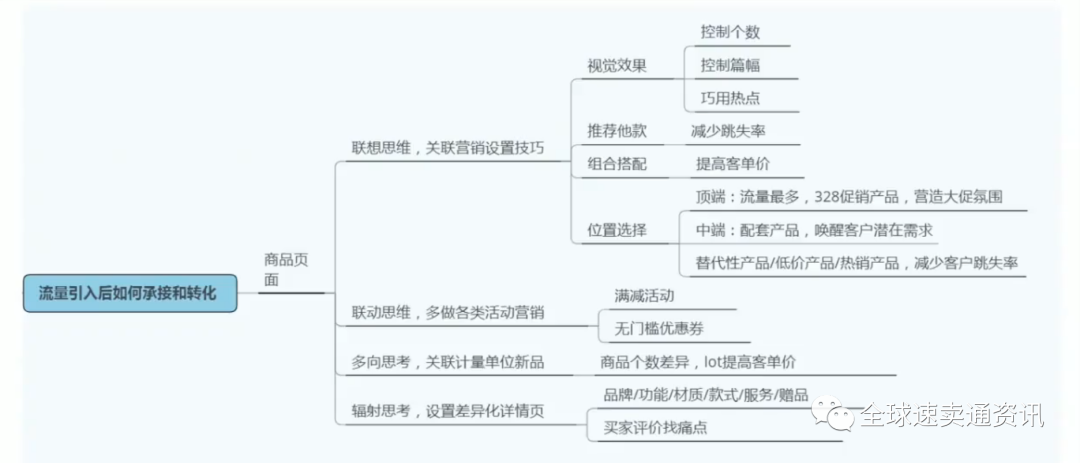 流量引入后如何承接和转化
商品页
面
联想思维，关联营销设置技巧
视觉效果
控制个数
控制篇幅
巧用热点
推荐他款
减少跳失率
组合搭配
提高客单价
位置选择
顶端：流量最多，328促销产品，营造大促氛围
中端：配套产品，唤醒客户潜在需求
替代性产品/低价产品/热销产品，减少客户跳失率
联动思维，多做各类活动营销
满减活动
无门槛优惠券
多向思考，关联计量单位新品
商品个数差异，lot提高客单价
辐射思考，设置差异化详情页
品牌/功能/材质/款式/服务/赠品
买家评价找痛点
全球速卖通资讯